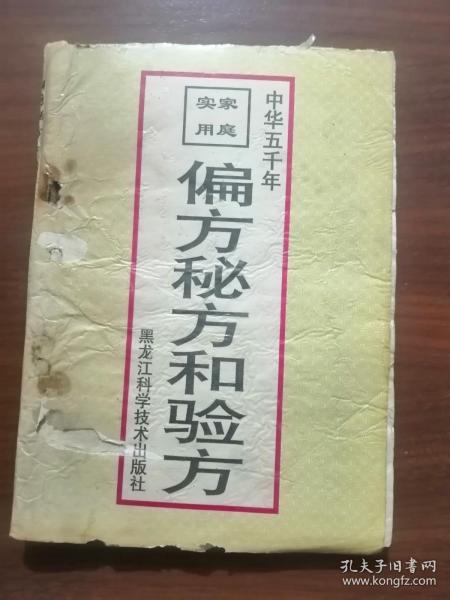 中华五千年
家庭
实用
偏方秘方和验方
黑龙江科学技术出版社
孔夫子旧书网
www.kongfz.com